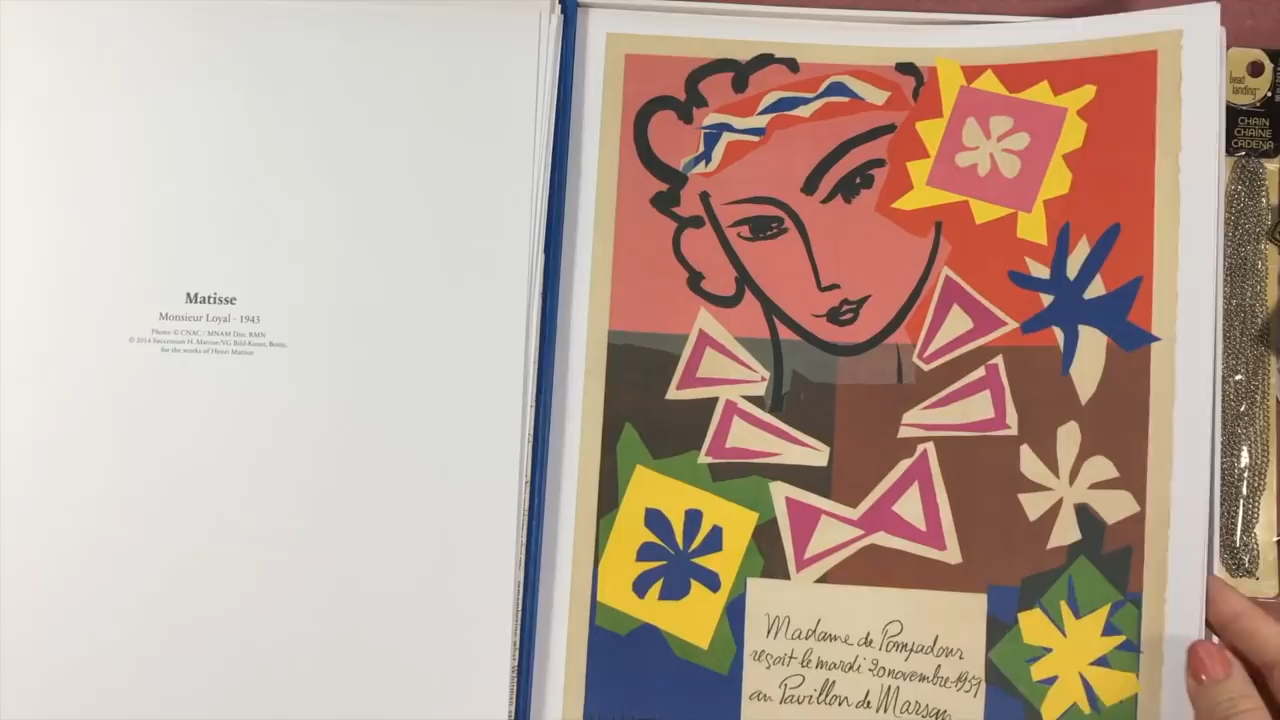 Matisse
Monsieur Loyal · 1943
Photo: © CNAC / MNAM Dist. RMN
© 2014 Succession H. Matisse/VG Bild-Kunst, Bonn,
for the works of Henri Matisse
Madame de Pompadour
reçoit le mardi 20 novembre 1951
au Pavillon de Marsan
bead
landing™
CHAIN
CHAÎNE
CADENA